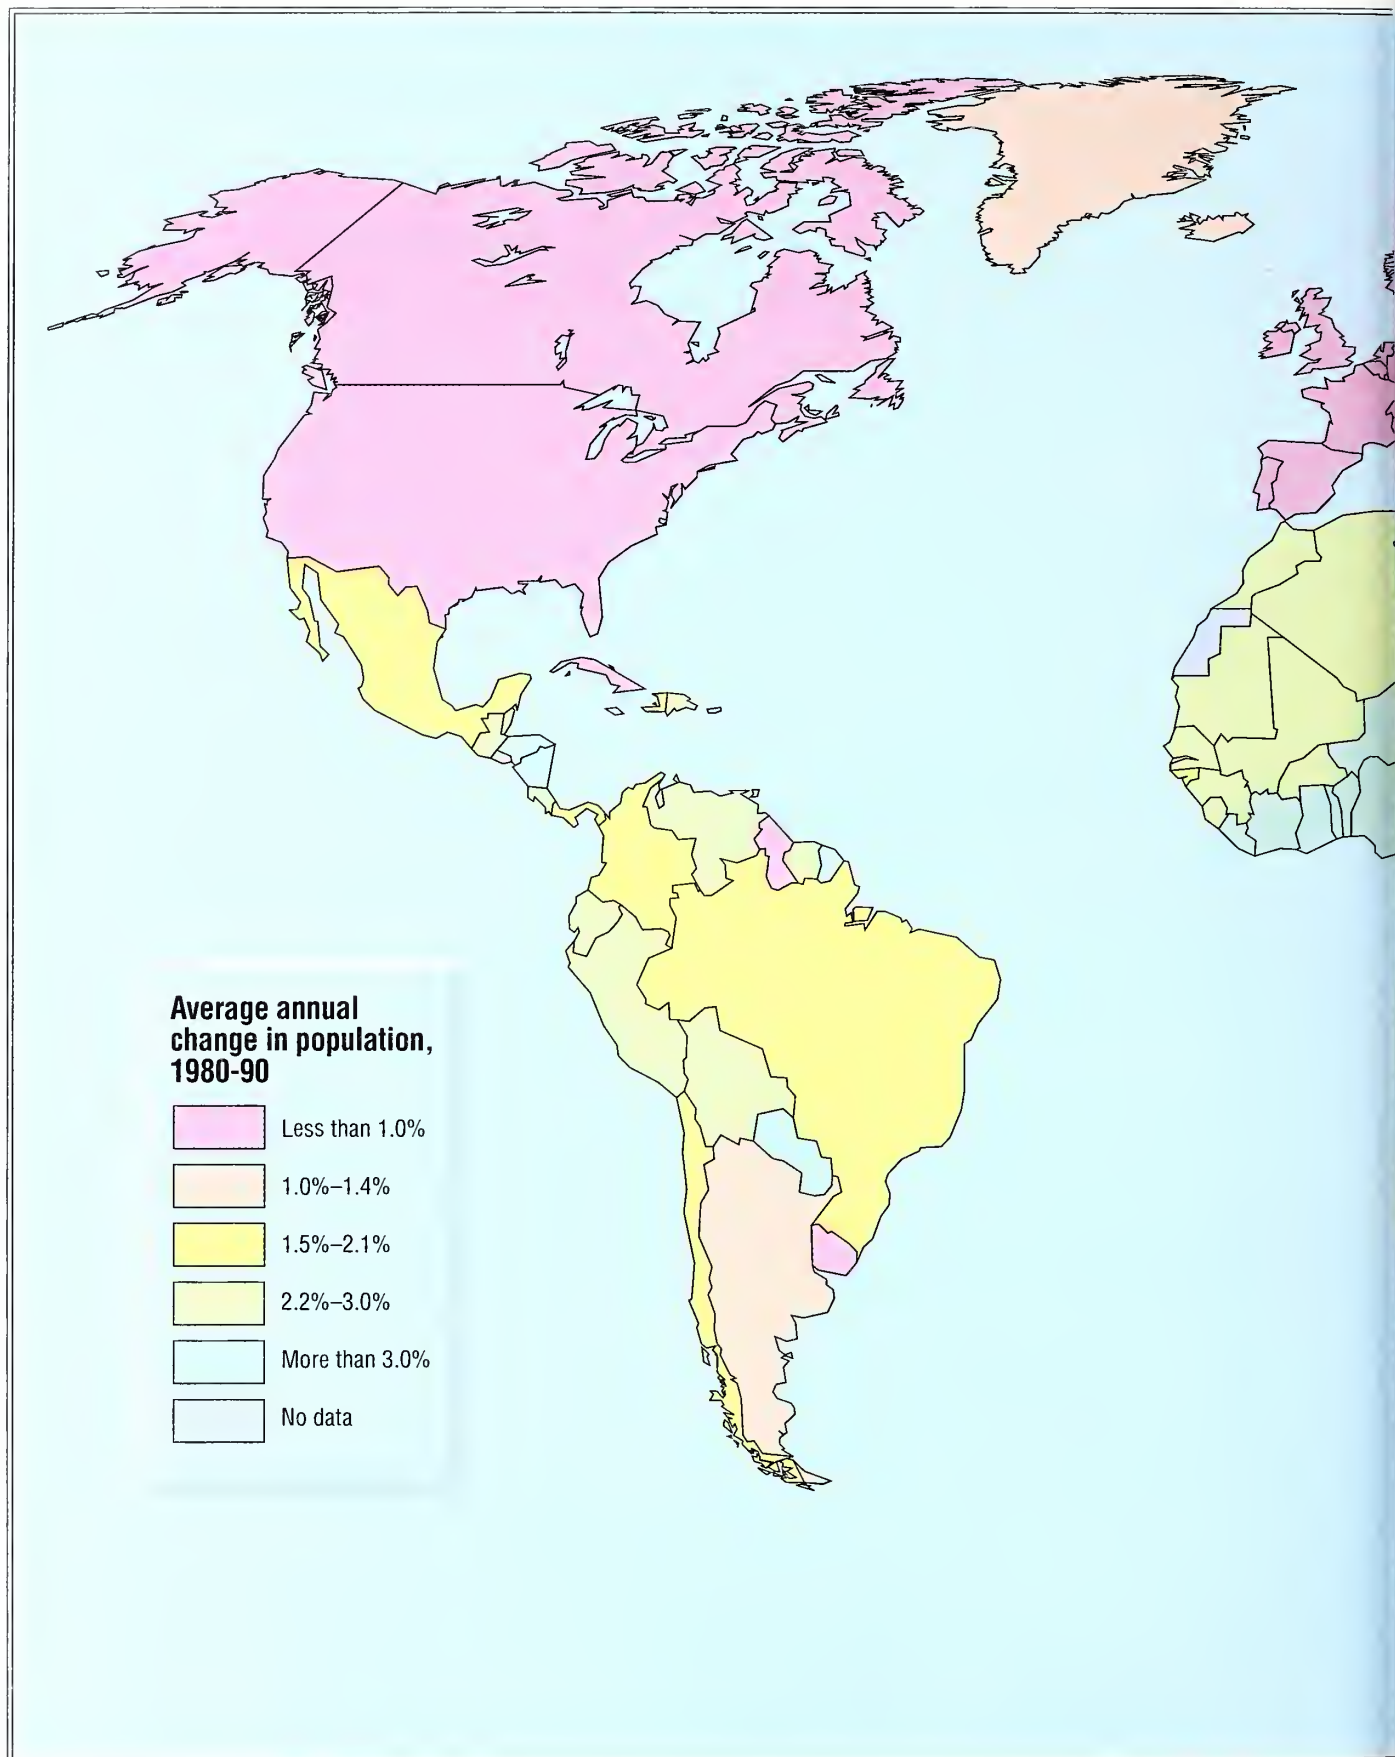 Average annual
change in population,
1980-90
Less than 1.0%
1.0%–1.4%
1.5%–2.1%
2.2%–3.0%
More than 3.0%
No data